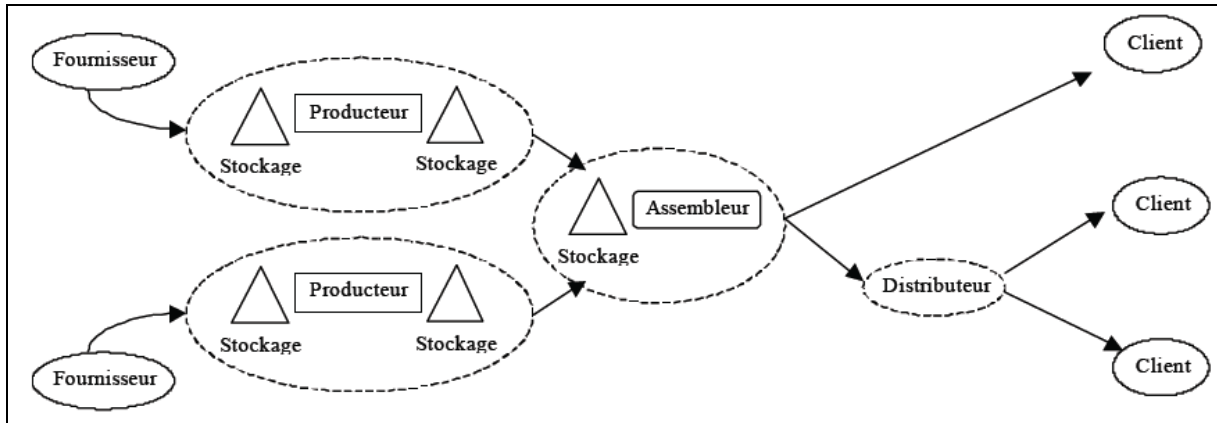 Fournisseur
Producteur
Stockage
Stockage
Fournisseur
Producteur
Stockage
Stockage
Assembleur
Stockage
Distributeur
Client
Client
Client